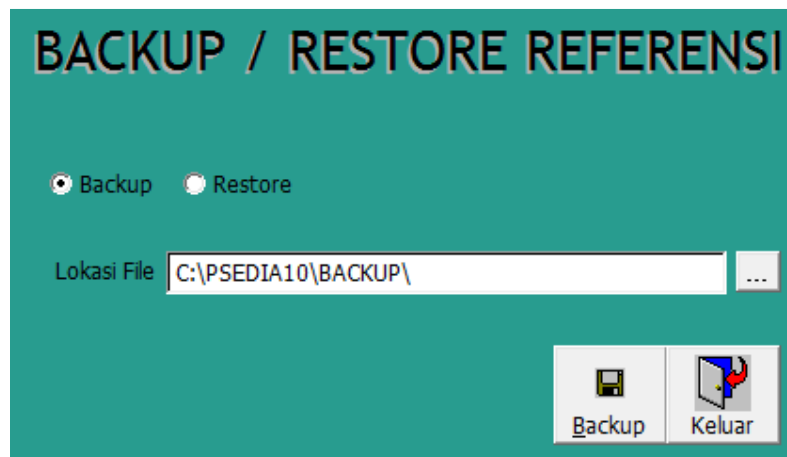 BACKUP / RESTORE REFERENSI
Backup Restore
Lokasi File C:\PSEDIA10\BACKUP\ ...
Backup Keluar